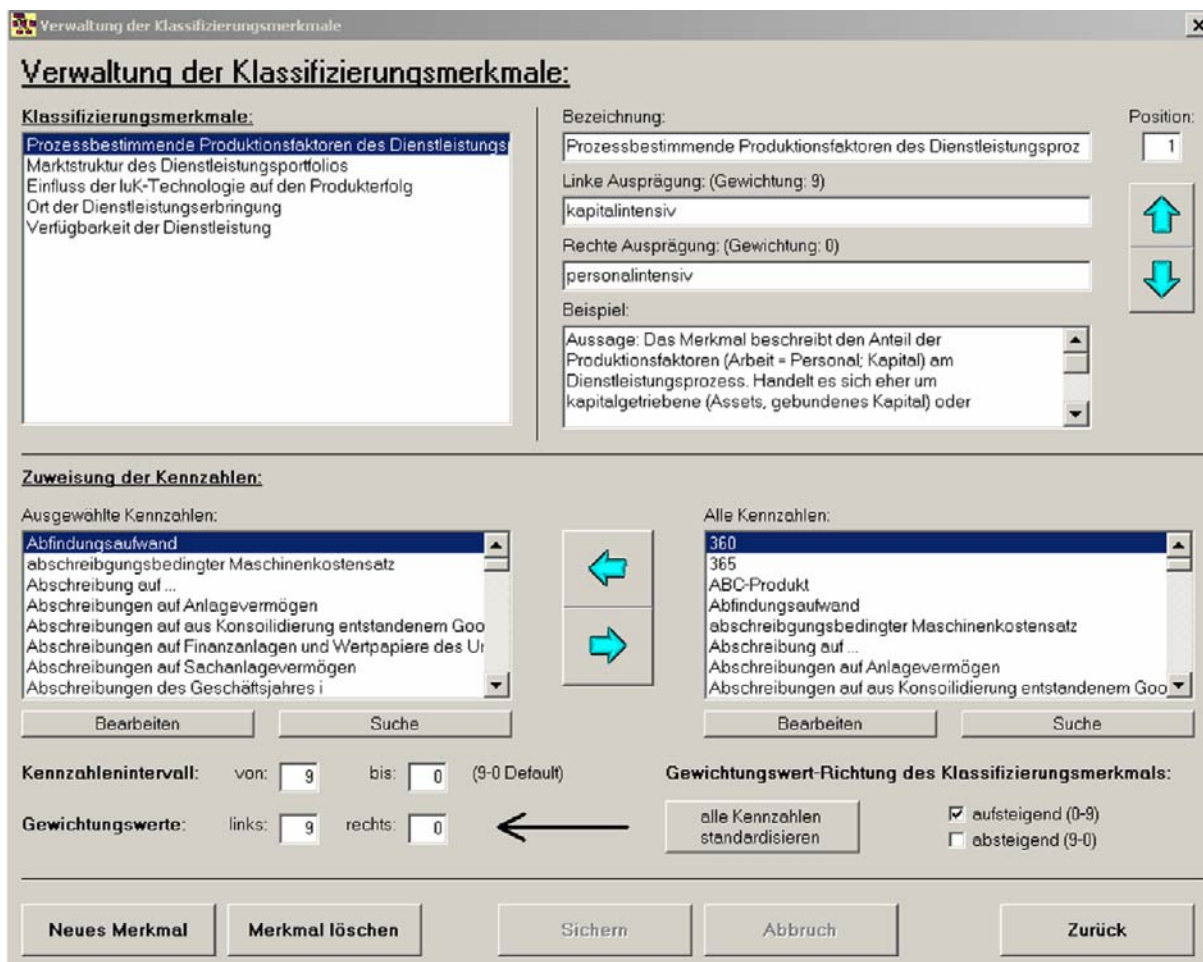 Verwaltung der Klassifizierungsmerkmale
Verwaltung der Klassifizierungsmerkmale:
Klassifizierungsmerkmale:
Prozessbestimmende Produktionsfaktoren des Dienstleistungs
Marktstruktur des Dienstleistungsportfolios
Einfluss der IuK-Technologie auf den Produkterfolg
Ort der Dienstleistungserbringung
Verfügbarkeit der Dienstleistung
Bezeichnung:
Prozessbestimmende Produktionsfaktoren des Dienstleistungsproz
Linke Ausprägung: (Gewichtung: 9)
kapitalintensiv
Rechte Ausprägung: (Gewichtung: 0)
personalintensiv
Beispiel:
Aussage: Das Merkmal beschreibt den Anteil der
Produktionsfaktoren (Arbeit = Personal; Kapital) am
Dienstleistungsprozess. Handelt es sich eher um
kapitalgetriebene (Assets, gebundenes Kapital) oder
Position:
1
Zuweisung der Kennzahlen:
Ausgewählte Kennzahlen:
Abfindungsaufwand
abschreibgungsbedingter Maschinenkostensatz
Abschreibung auf ...
Abschreibungen auf Anlagevermögen
Abschreibungen auf aus Konsoilidierung entstandenem Goo
Abschreibungen auf Finanzanlagen und Wertpapiere des Ur
Abschreibungen auf Sachanlagevermögen
Abschreibungen des Geschäftsjahres i
Bearbeiten Suche
Alle Kennzahlen:
360
365
ABC-Produkt
Abfindungsaufwand
abschreibgungsbedingter Maschinenkostensatz
Abschreibung auf ...
Abschreibungen auf Anlagevermögen
Abschreibungen auf aus Konsoilidierung entstandenem Goo
Bearbeiten Suche
Kennzahlenintervall: von: 9 bis: 0 (9-0 Default)
Gewichtungswerte: links: 9 rechts: 0
Gewichtungswert-Richtung des Klassifizierungsmerkmals:
alle Kennzahlen
standardisieren
aufsteigend (0-9)
absteigend (9-0)
Neues Merkmal Merkmal löschen Sichern Abbruch Zurück